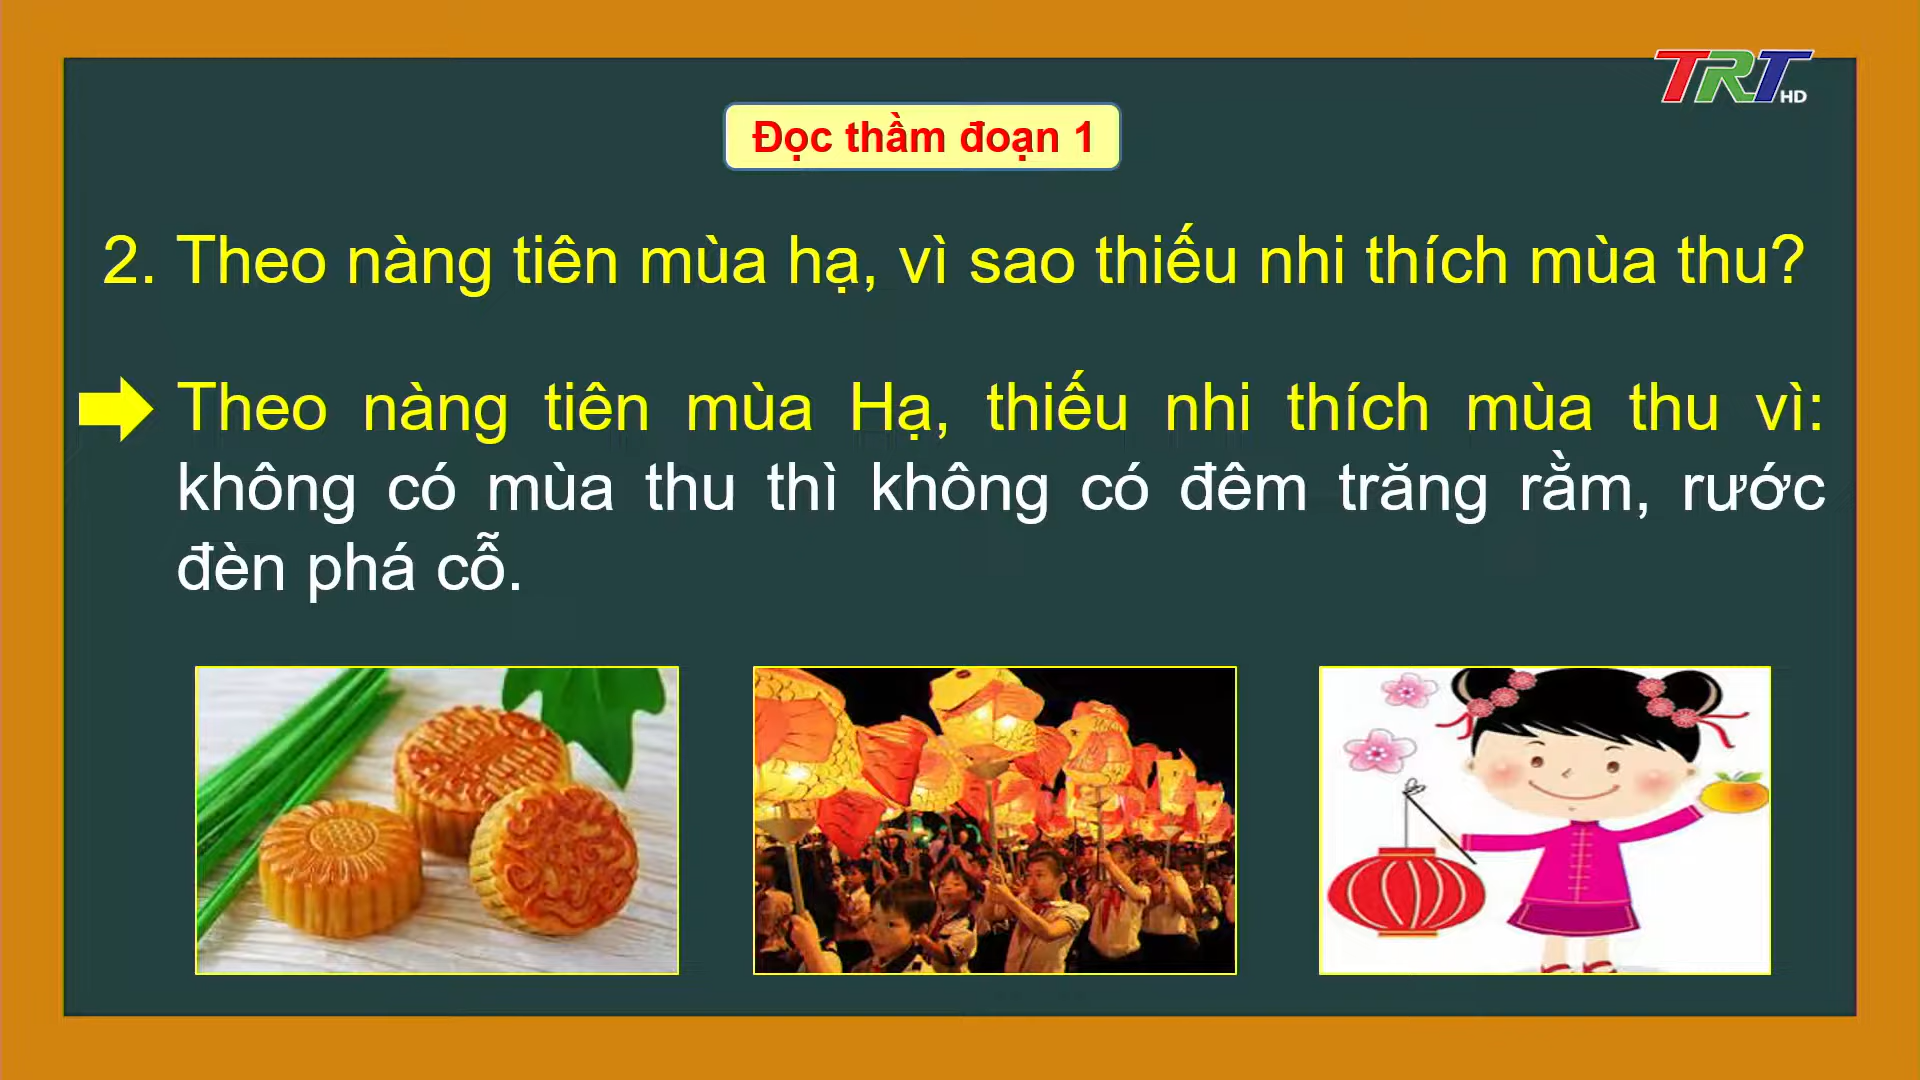 TRT HD
Đọc thầm đoạn 1
2. Theo nàng tiên mùa hạ, vì sao thiếu nhi thích mùa thu?
Theo nàng tiên mùa Hạ, thiếu nhi thích mùa thu vì:
không có mùa thu thì không có đêm trăng rằm, rước
đèn phá cỗ.